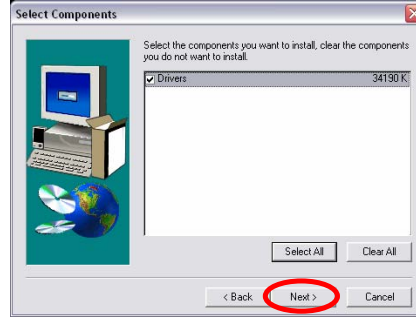 Select Components
Select the components you want to install, clear the components
you do not want to install.
Drivers 34190 K
Select All Clear All
< Back Next > Cancel